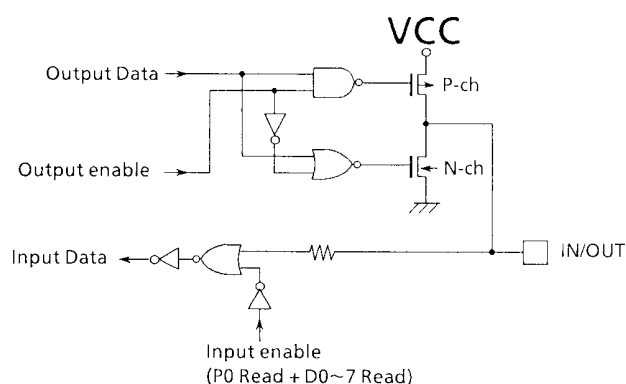 VCC
Output Data
P-ch
Output enable
N-ch
Input Data
IN/OUT
Input enable
(P0 Read + D0~7 Read)